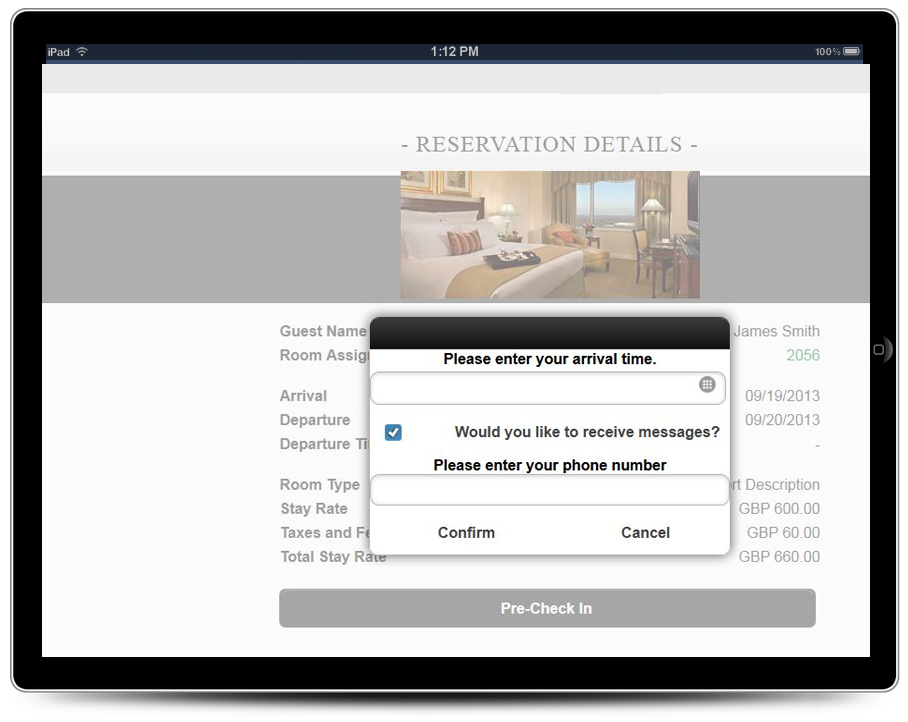 iPad 1:12 PM 100%
- RESERVATION DETAILS -
Guest Name James Smith
Room Assig 2056
Please enter your arrival time.
Arrival 09/19/2013
Departure 09/20/2013
Would you like to receive messages?
Departure Ti -
Please enter your phone number
Room Type rt Description
Stay Rate GBP 600.00
Taxes and Fe GBP 60.00
Confirm Cancel
Total Stay Rate GBP 660.00
Pre-Check In